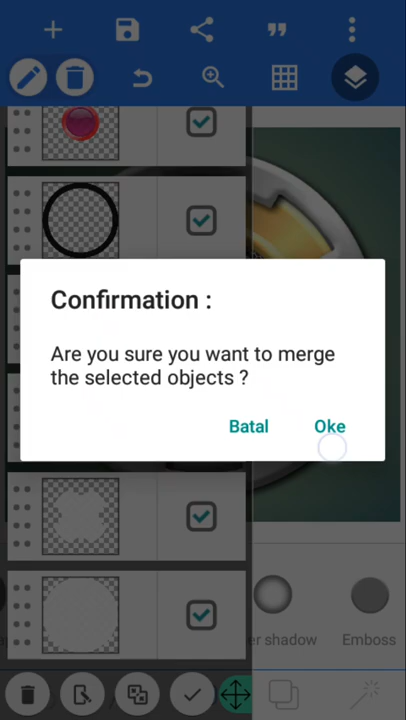 Confirmation :
Are you sure you want to merge
the selected objects ?
Batal
Oke
er shadow
Emboss